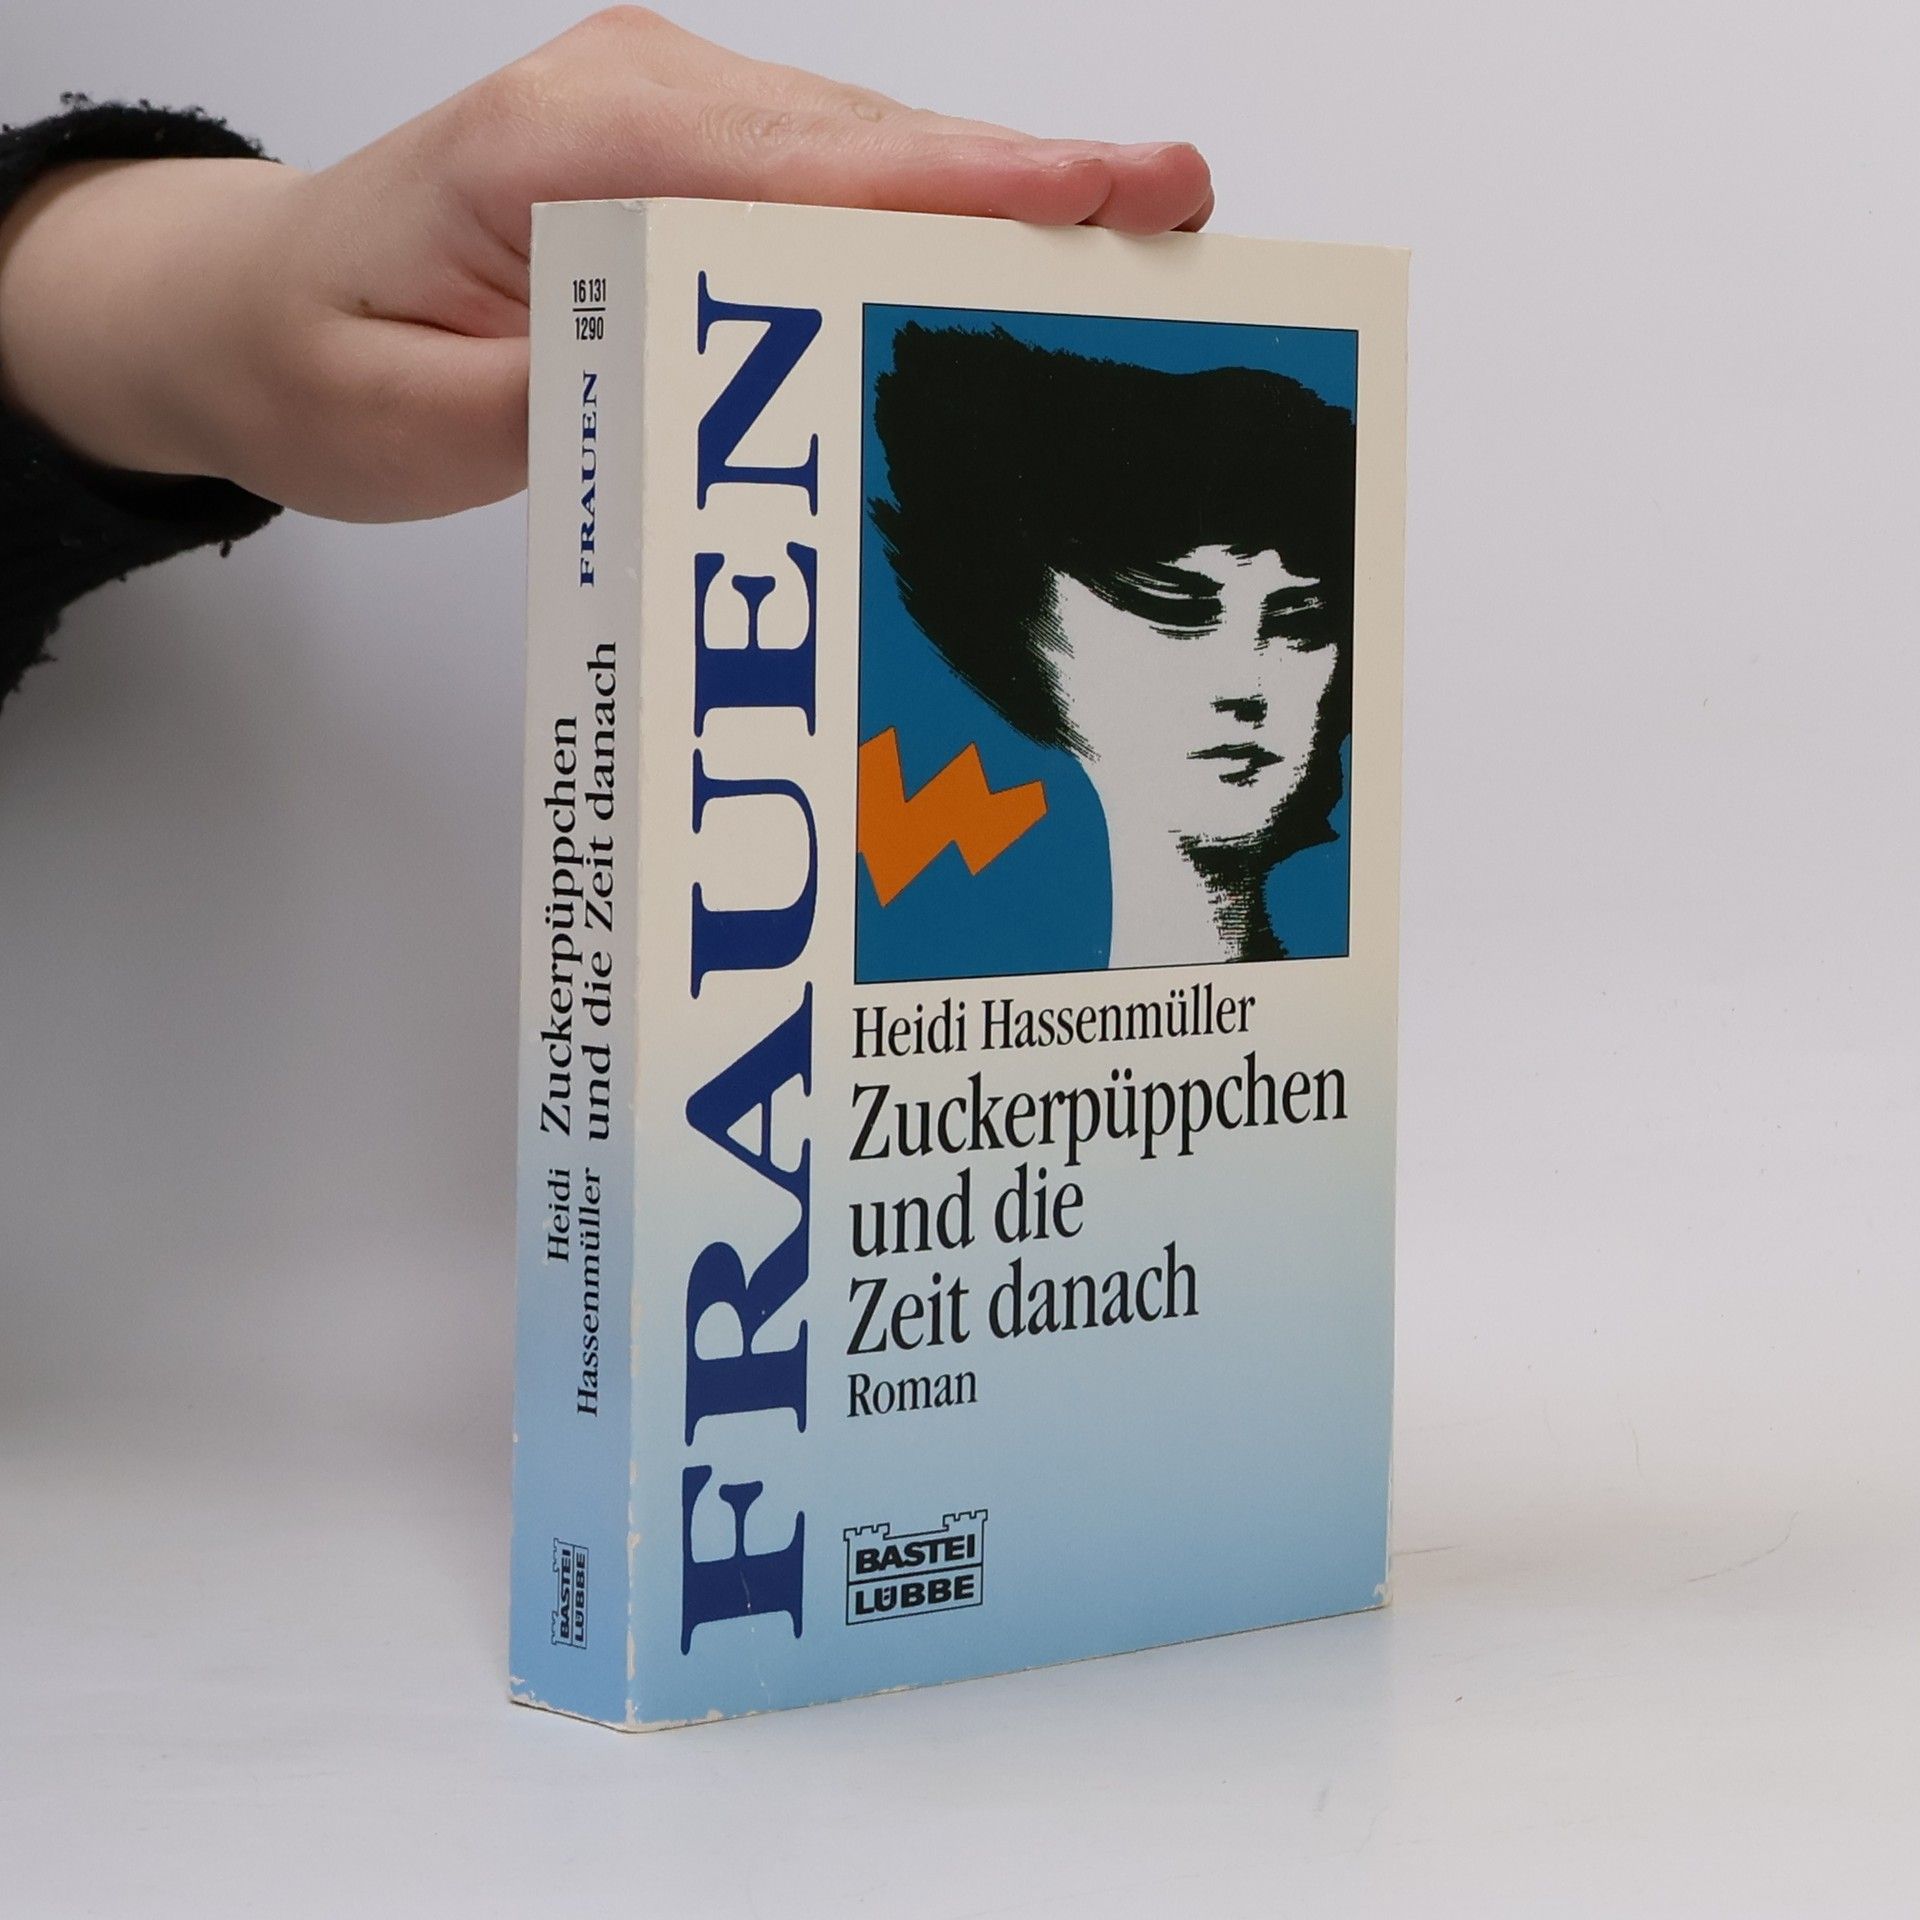 16 131
1290
FRAUEN
Heidi Hassenmüller
Zuckerpüppchen
und die Zeit danach
BASTEI
LÜBBE
FRAUEN
Heidi Hassenmüller
Zuckerpüppchen
und die
Zeit danach
Roman
BASTEI
LÜBBE